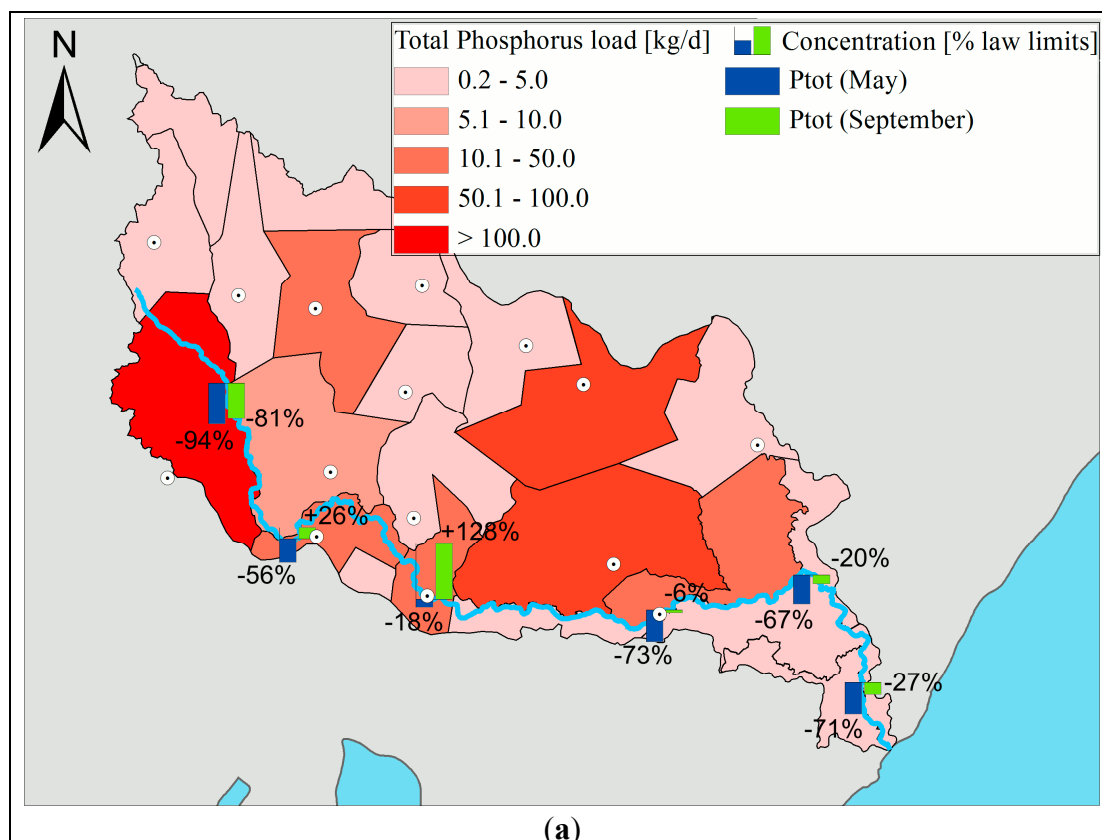 N
Total Phosphorus load [kg/d]
0.2 - 5.0
5.1 - 10.0
10.1 - 50.0
50.1 - 100.0
> 100.0
Concentration [% law limits]
Ptot (May)
Ptot (September)
-81%
-94%
+26%
-56%
+128%
-18%
-6%
-73%
-20%
-67%
-27%
-71%
(a)